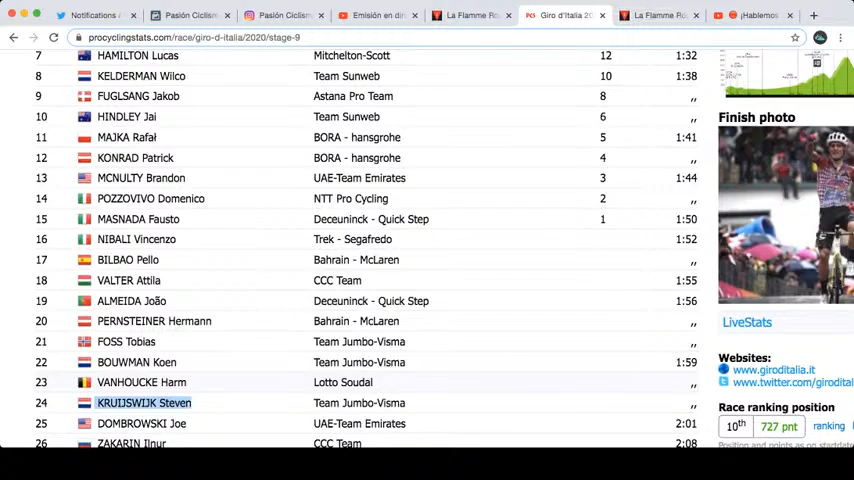 Notifications
Pasión Ciclism
Pasión Ciclism
Emisión en dir
La Flamme Rou
Giro d'Italia 20
La Flamme Rou
¡Hablemos
procyclingstats.com/race/giro-d-italia/2020/stage-9
7 HAMILTON Lucas Mitchelton-Scott 12 1:32
8 KELDERMAN Wilco Team Sunweb 10 1:38
9 FUGLSANG Jakob Astana Pro Team 8 ,,
10 HINDLEY Jai Team Sunweb 6 ,,
11 MAJKA Rafał BORA - hansgrohe 5 1:41
12 KONRAD Patrick BORA - hansgrohe 4 ,,
13 MCNULTY Brandon UAE-Team Emirates 3 1:44
14 POZZOVIVO Domenico NTT Pro Cycling 2 ,,
15 MASNADA Fausto Deceuninck - Quick Step 1 1:50
16 NIBALI Vincenzo Trek - Segafredo 1:52
17 BILBAO Pello Bahrain - McLaren ,,
18 VALTER Attila CCC Team 1:55
19 ALMEIDA João Deceuninck - Quick Step 1:56
20 PERNSTEINER Hermann Bahrain - McLaren ,,
21 FOSS Tobias Team Jumbo-Visma ,,
22 BOUWMAN Koen Team Jumbo-Visma 1:59
23 VANHOUCKE Harm Lotto Soudal ,,
24 KRUIJSWIJK Steven Team Jumbo-Visma ,,
25 DOMBROWSKI Joe UAE-Team Emirates 2:01
26 ZAKARIN Ilnur CCC Team 2:08
Finish photo
LiveStats
Websites:
www.giroditalia.it
www.twitter.com/girodital
Race ranking position
10th 727 pnt ranking
Position and points as on startdate